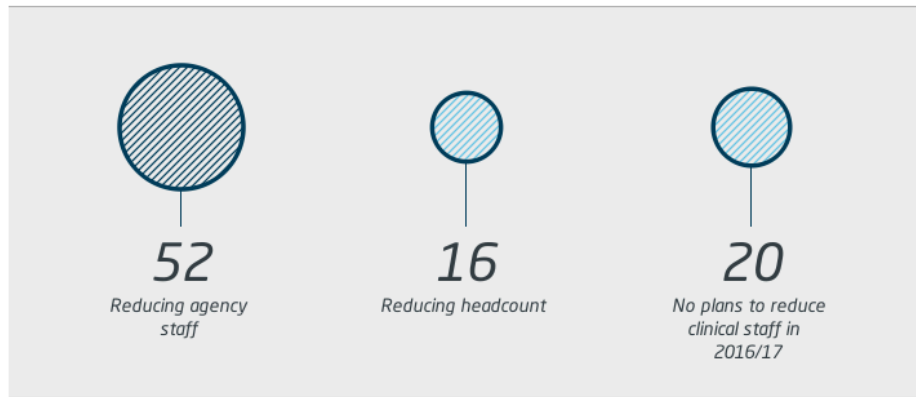 52
Reducing agency
staff
16
Reducing headcount
20
No plans to reduce
clinical staff in
2016/17